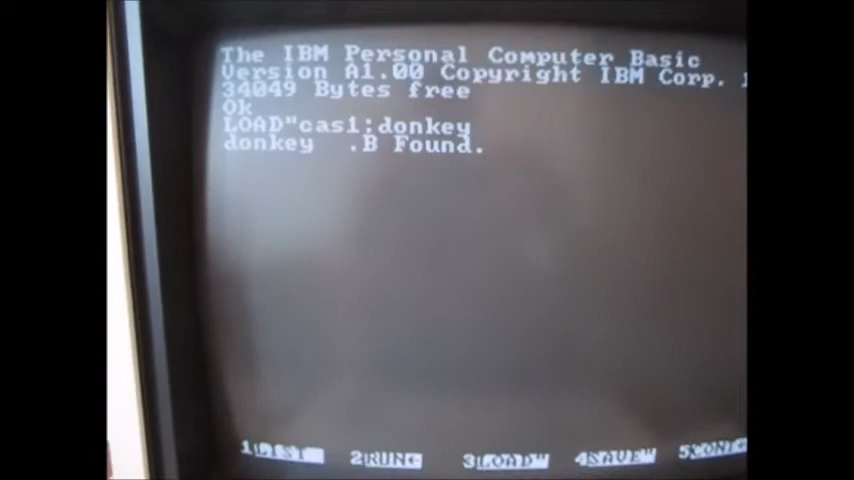 The IBM Personal Computer Basic
Version A1.00 Copyright IBM Corp.
34049 Bytes free
Ok
LOAD"cas1:donkey
donkey .B Found.
1LIST 2RUN← 3LOAD" 4SAVE" 5CONT←